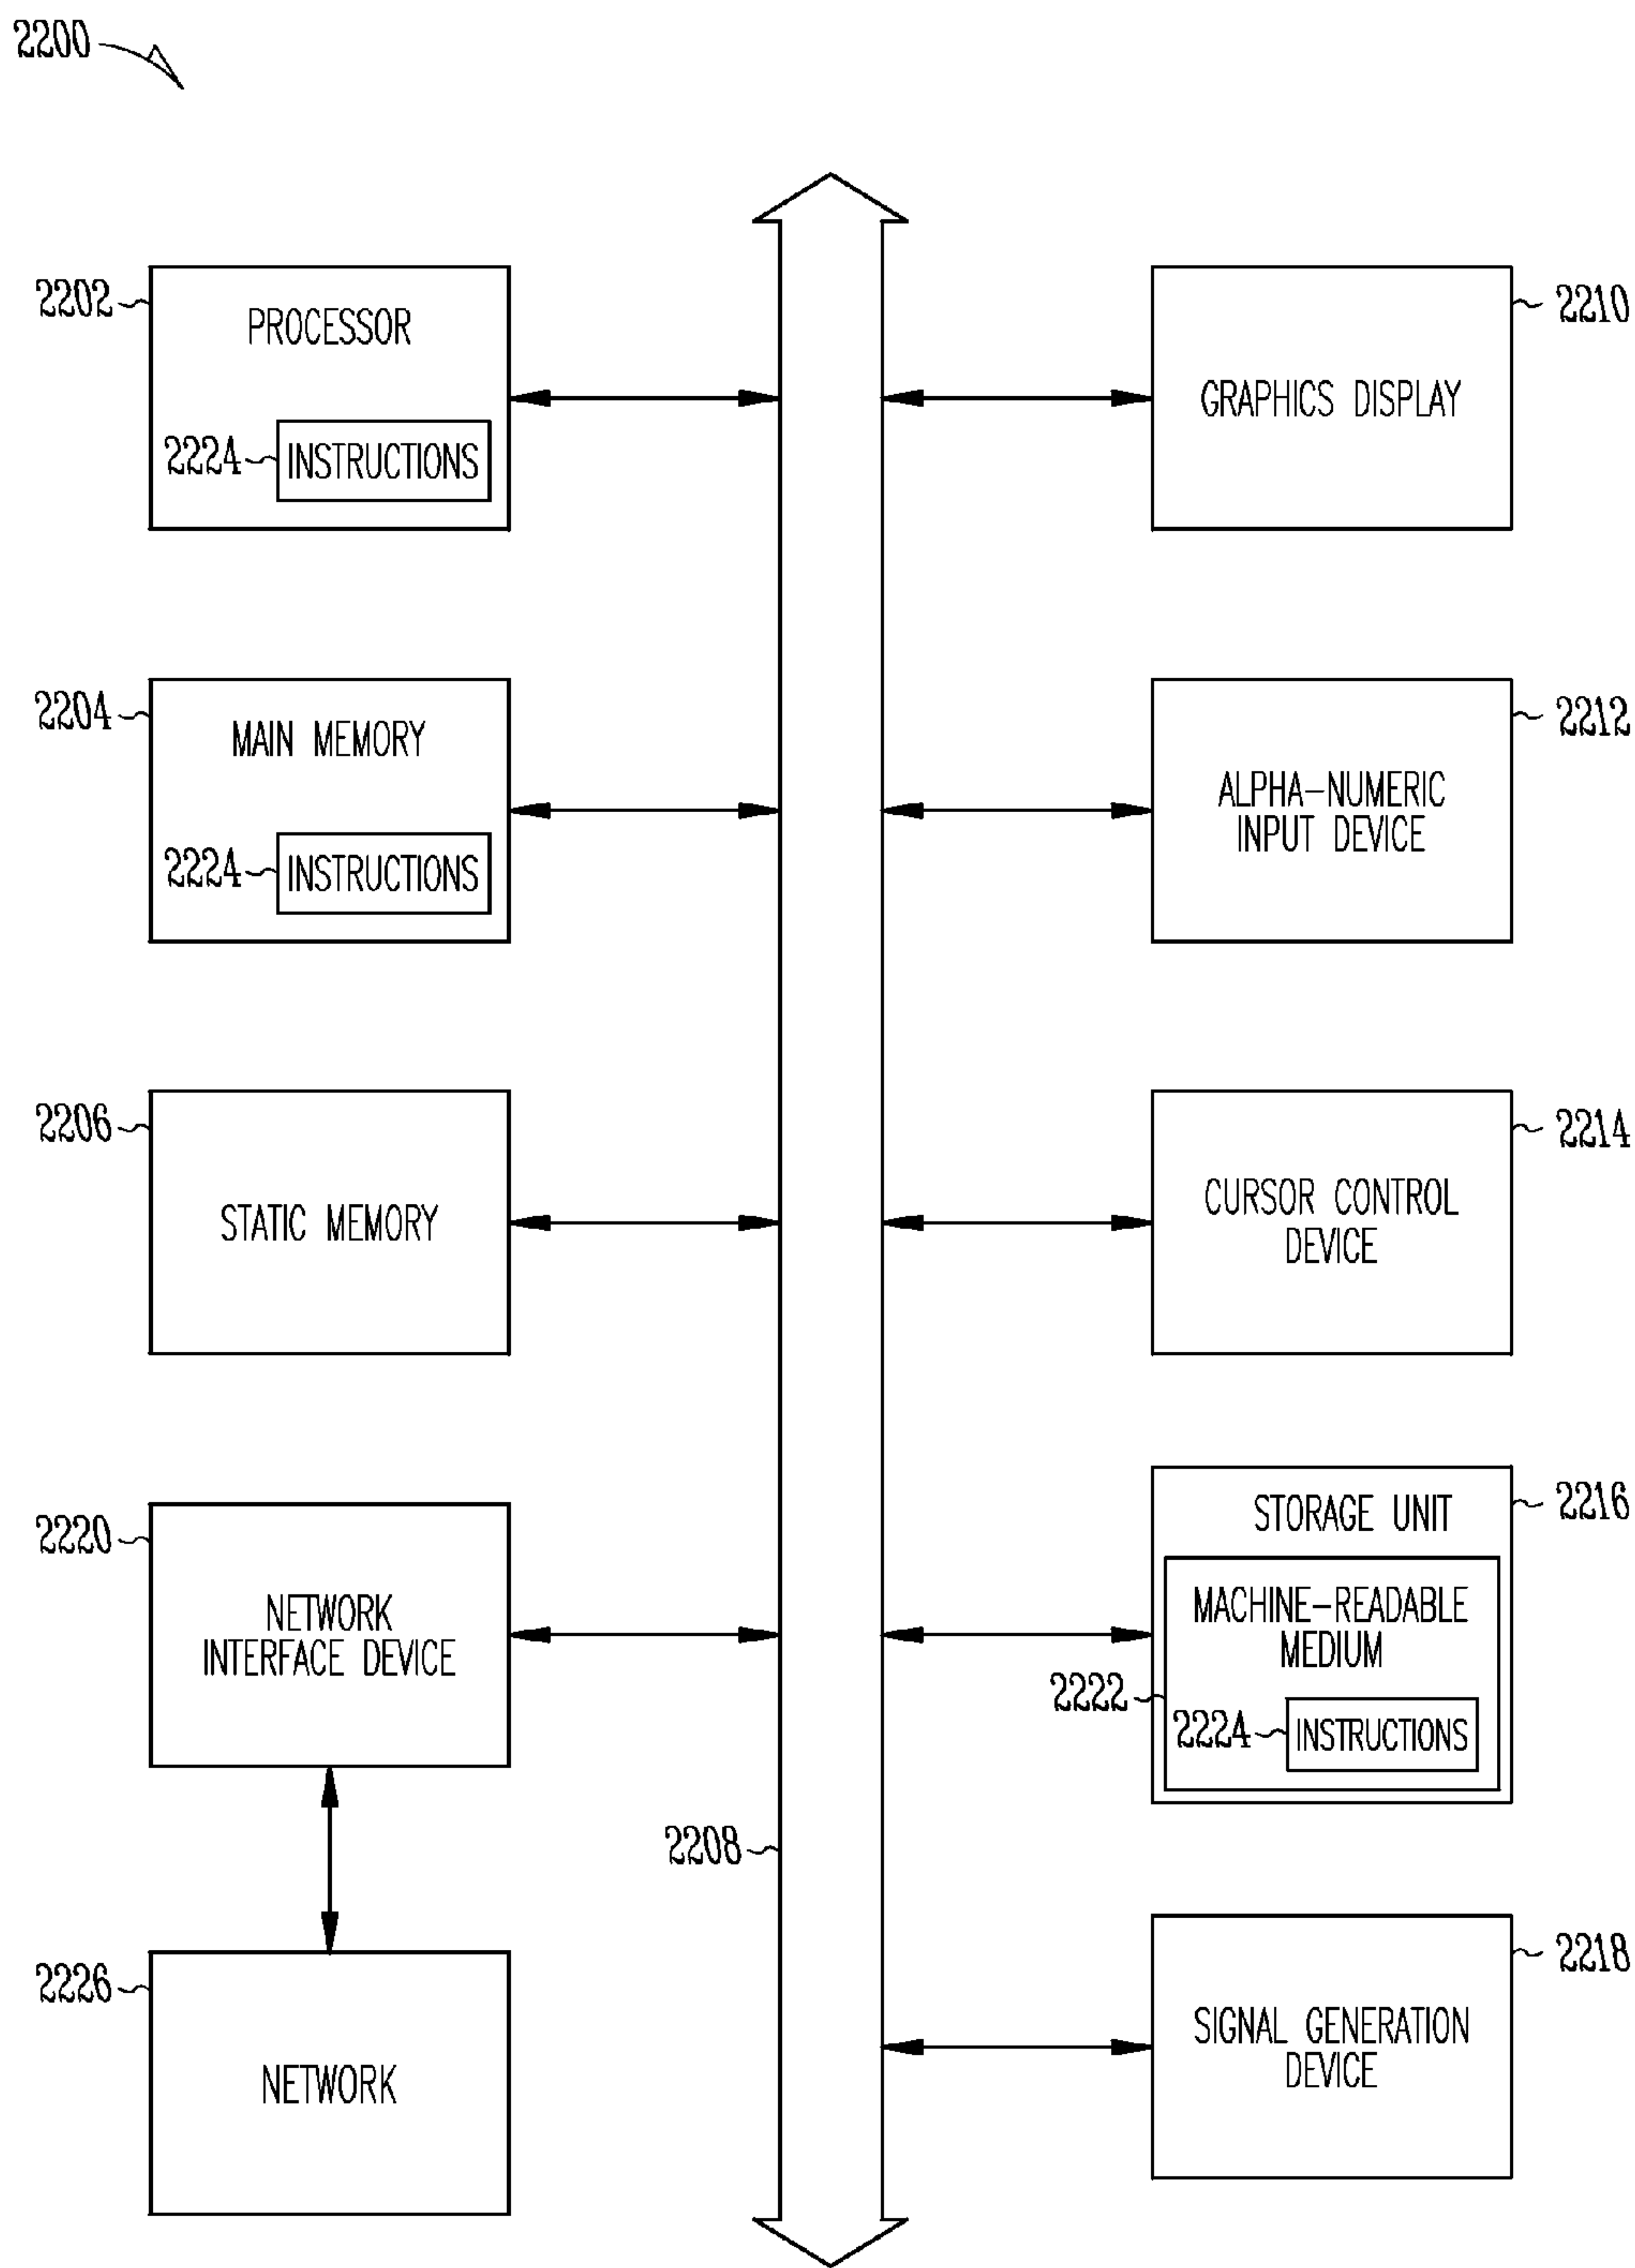 2200
2202
PROCESSOR
2224
INSTRUCTIONS
2210
GRAPHICS DISPLAY
2204
MAIN MEMORY
2224
INSTRUCTIONS
2212
ALPHA-NUMERIC
INPUT DEVICE
2206
STATIC MEMORY
2214
CURSOR CONTROL
DEVICE
2220
NETWORK
INTERFACE DEVICE
2216
STORAGE UNIT
MACHINE-READABLE
MEDIUM
2222
2224
INSTRUCTIONS
2208
2226
NETWORK
2218
SIGNAL GENERATION
DEVICE